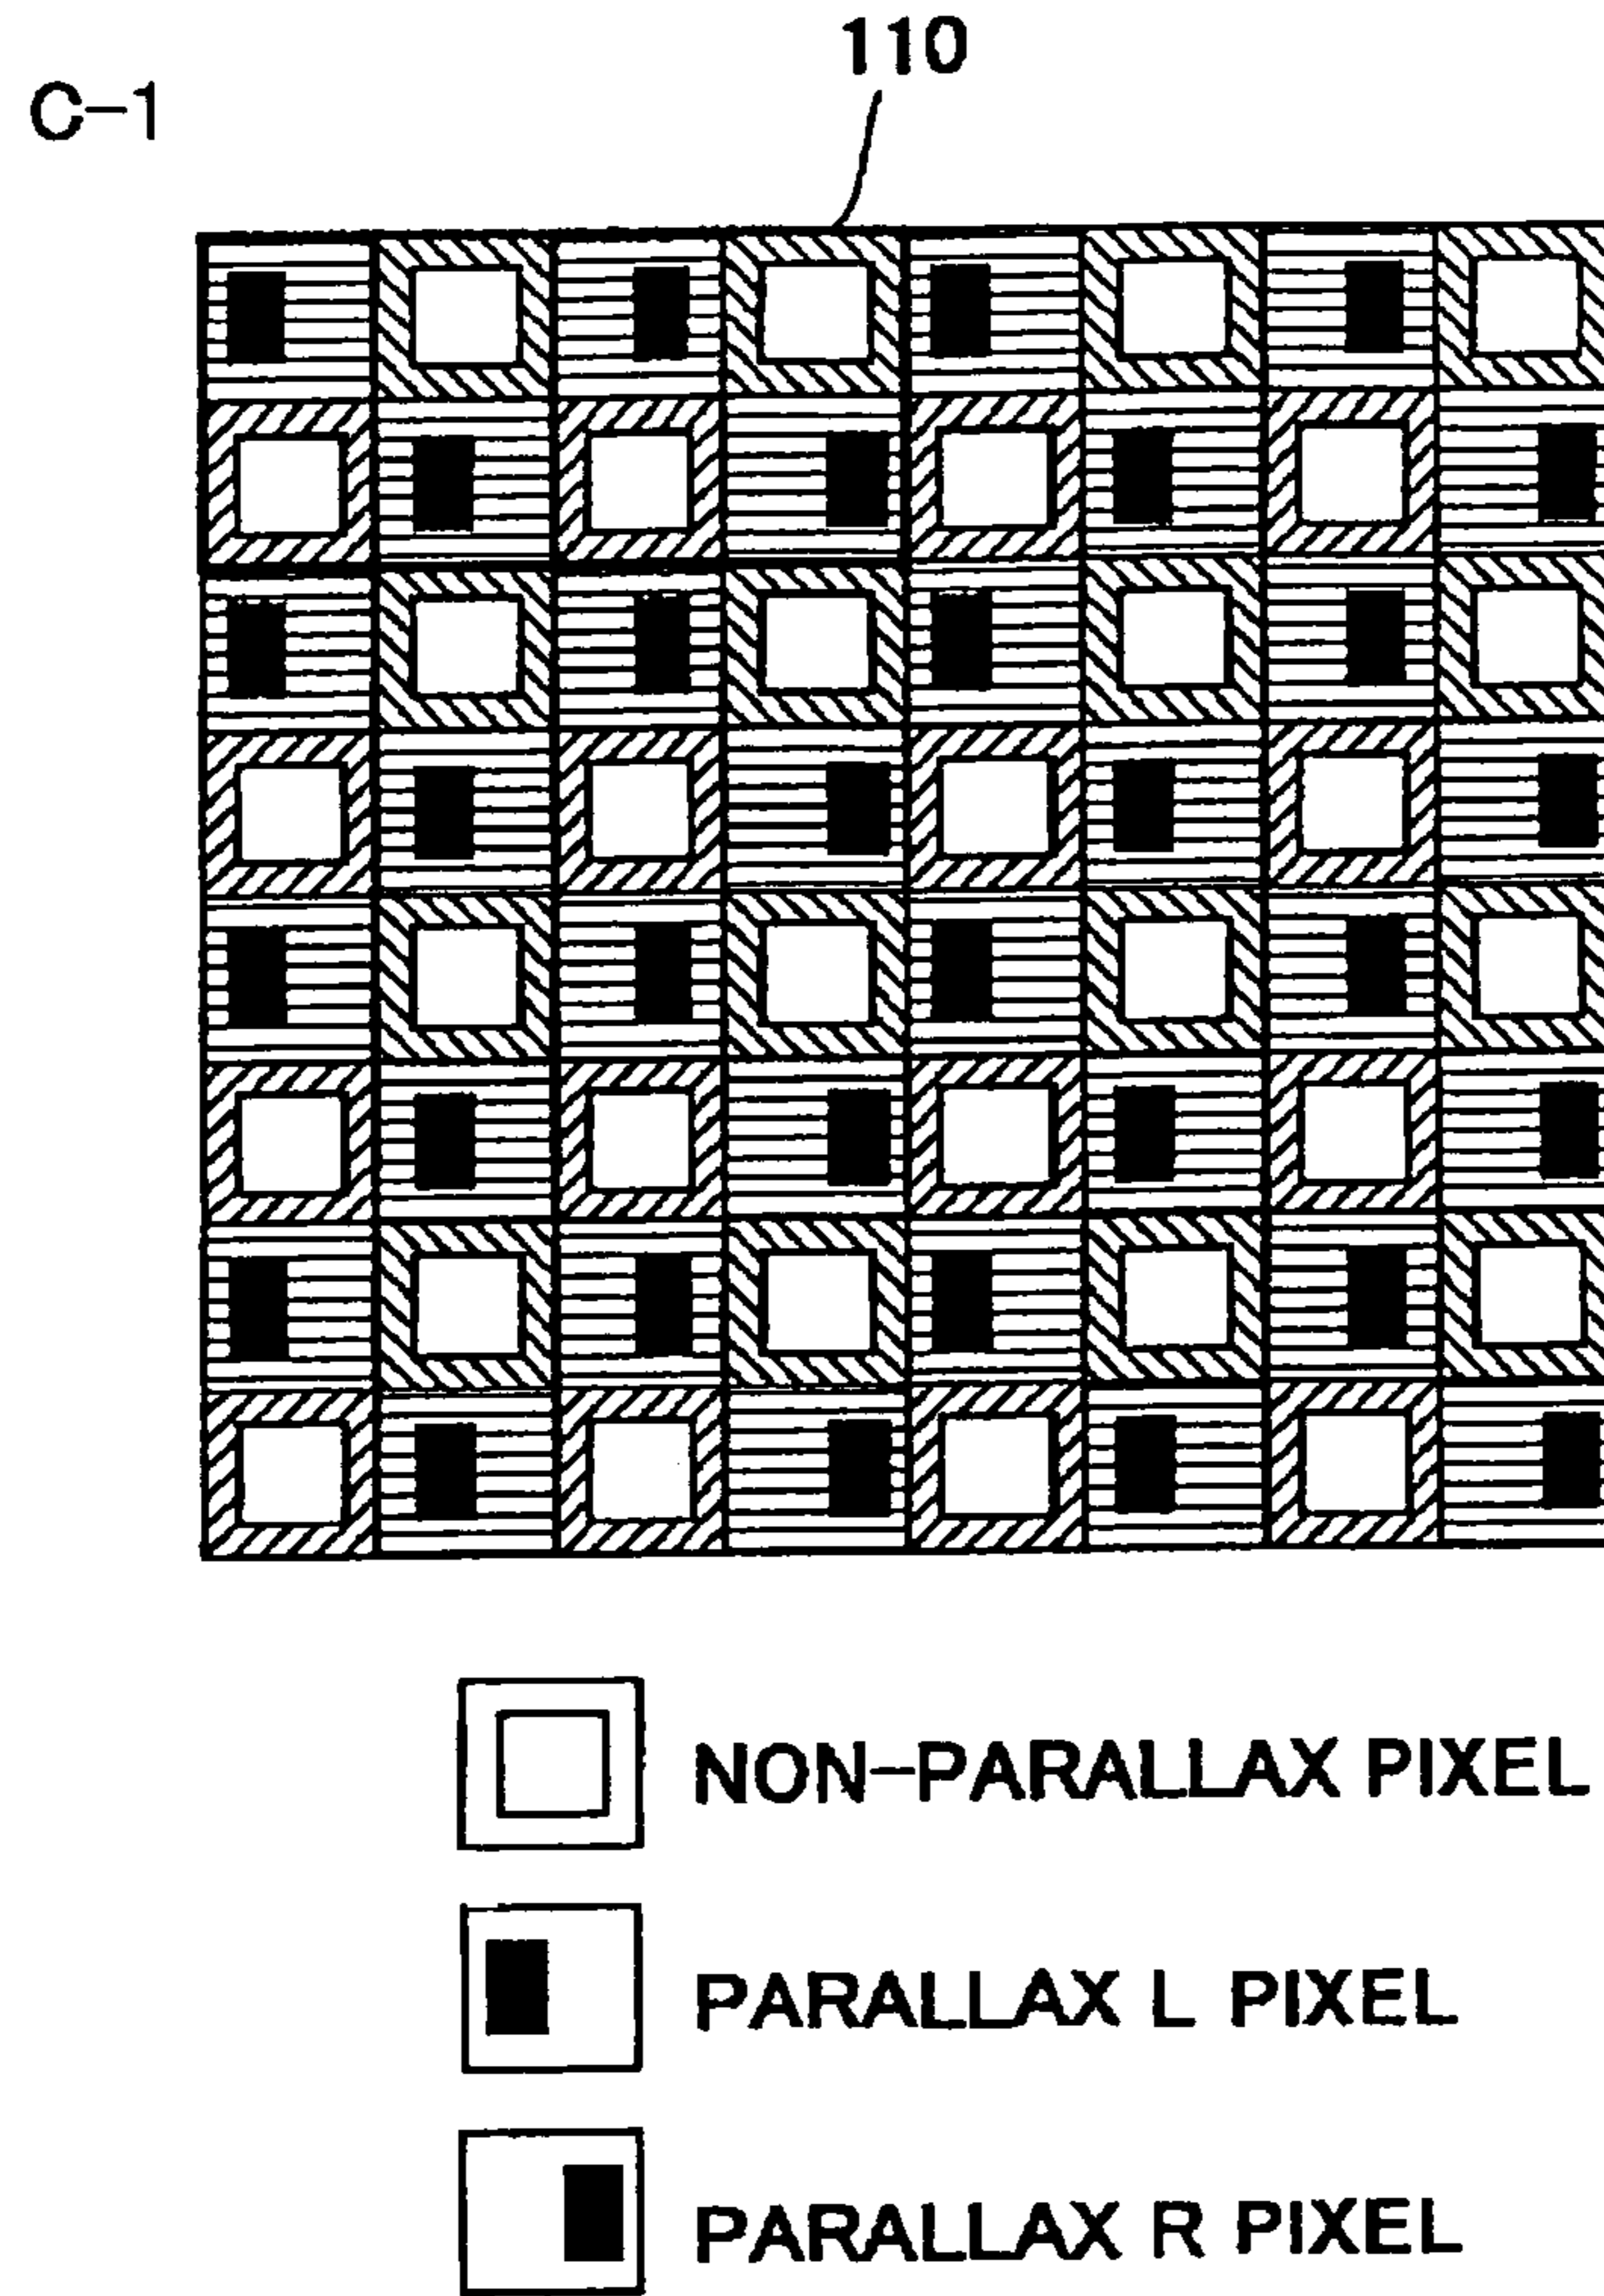 110
C-1
NON-PARALLAX PIXEL
PARALLAX L PIXEL
PARALLAX R PIXEL